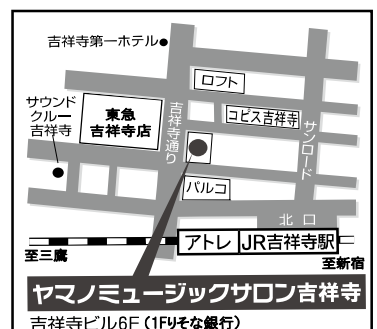 吉祥寺第一ホテル
ロフト
サウンド
クルー
吉祥寺
東急
吉祥寺店
吉祥寺通り
コピス吉祥寺
サンロード
パルコ
北口
アトレ
JR吉祥寺駅
至三鷹
至新宿
ヤマノミュージックサロン吉祥寺
吉祥寺ビル6F(1Fりそな銀行)